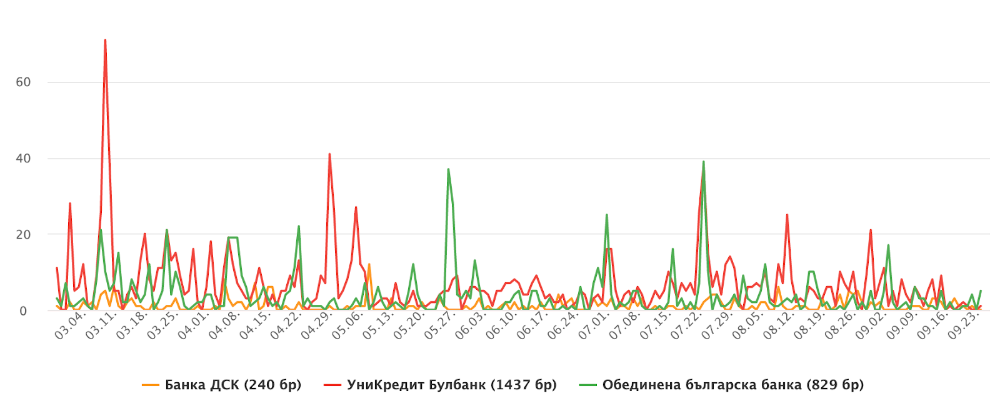 60
40
20
0
03.04. 03.11. 03.18. 03.25. 04.01. 04.08. 04.15. 04.22. 04.29. 05.06. 05.13. 05.20. 05.27. 06.03. 06.10. 06.17. 06.24. 07.01. 07.08. 07.15. 07.22. 07.29. 08.05. 08.12. 08.19. 08.26. 09.02. 09.09. 09.16. 09.23.
Банка ДСК (240 бр) УниКредит Булбанк (1437 бр) Обединена българска банка (829 бр)